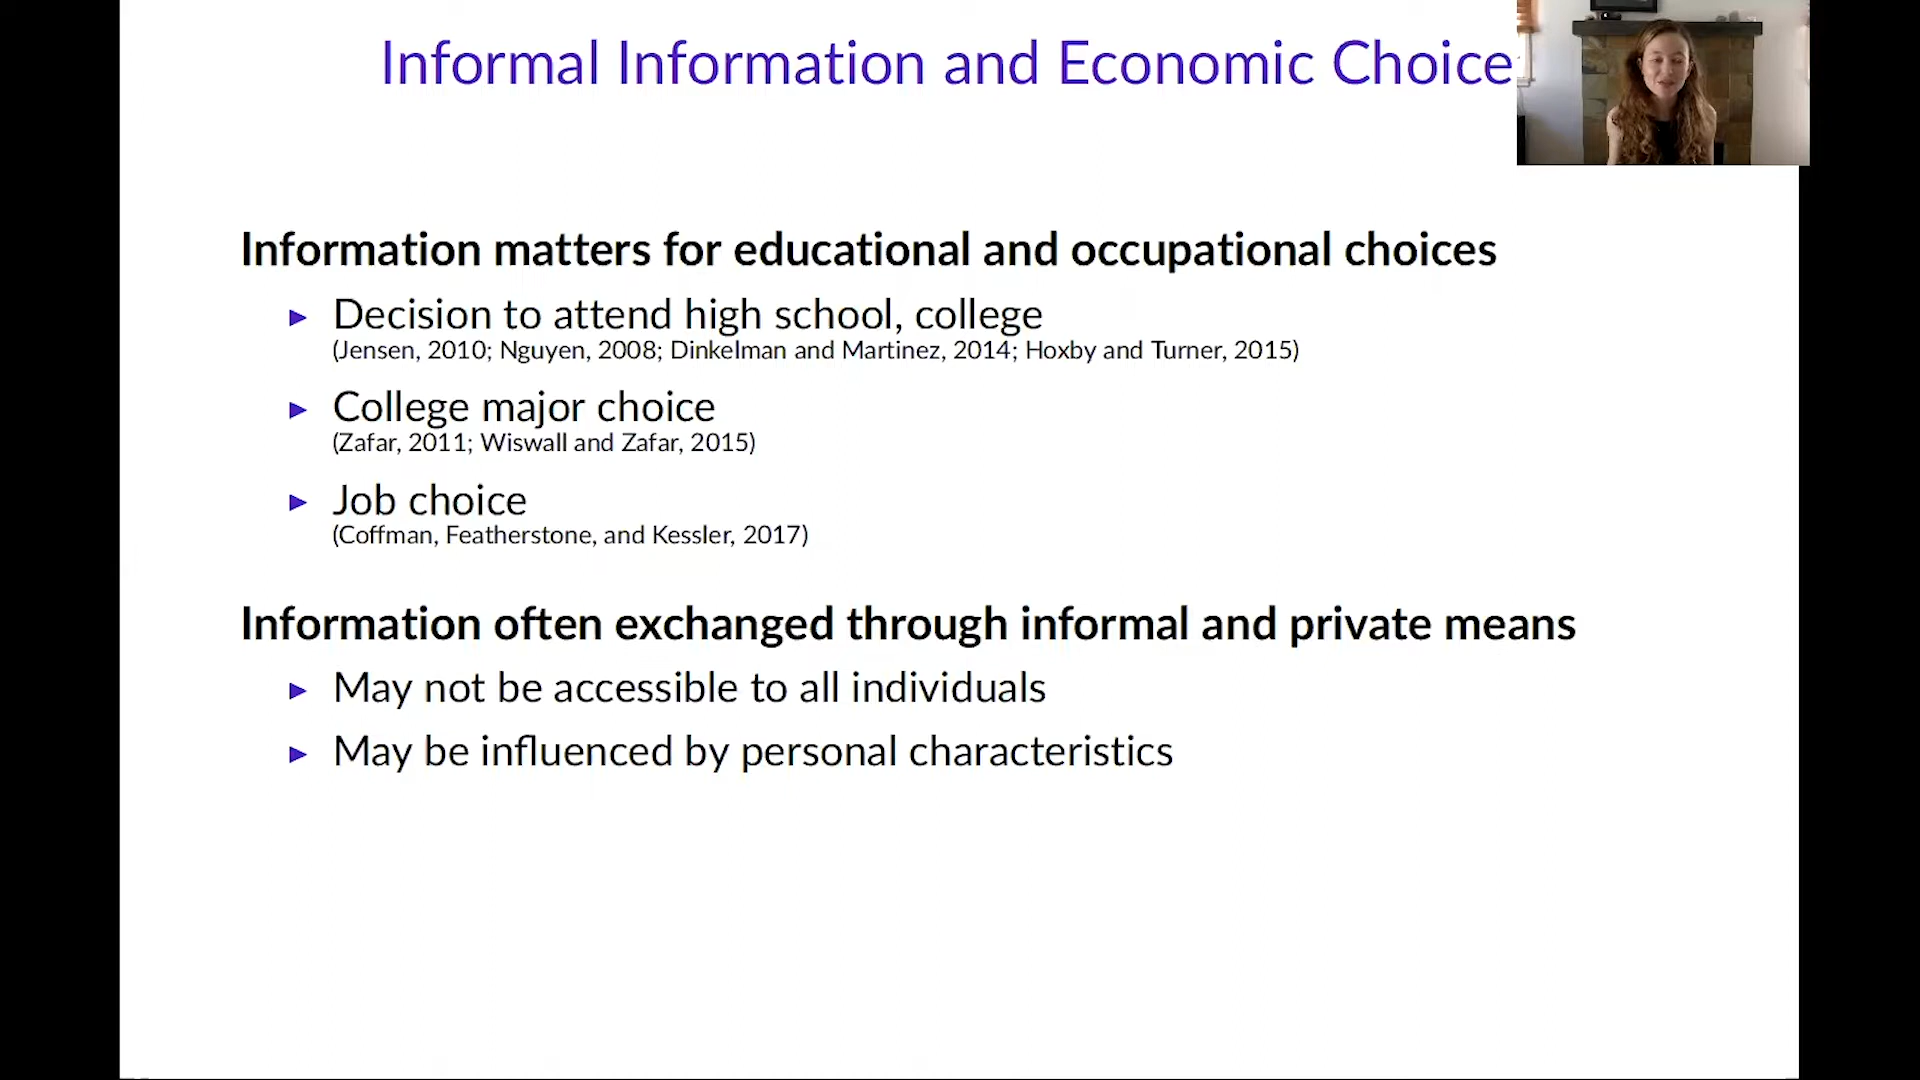 Informal Information and Economic Choice
Information matters for educational and occupational choices
Decision to attend high school, college
(Jensen, 2010; Nguyen, 2008; Dinkelman and Martinez, 2014; Hoxby and Turner, 2015)
College major choice
(Zafar, 2011; Wiswall and Zafar, 2015)
Job choice
(Coffman, Featherstone, and Kessler, 2017)
Information often exchanged through informal and private means
May not be accessible to all individuals
May be influenced by personal characteristics